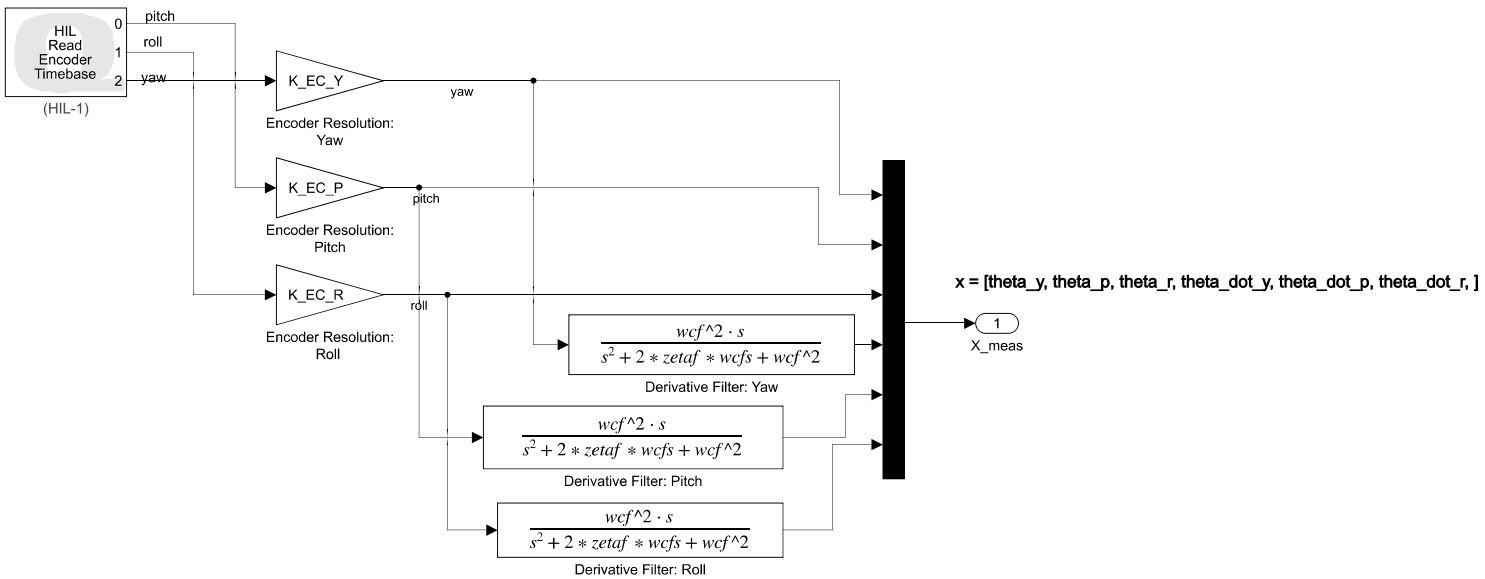 pitch
0
HIL
Read
Encoder
Timebase
roll
1
yaw
2
(HIL-1)
K_EC_Y
yaw
Encoder Resolution:
Yaw
K_EC_P
pitch
Encoder Resolution:
Pitch
K_EC_R
roll
Encoder Resolution:
Roll
x = [theta_y, theta_p, theta_r, theta_dot_y, theta_dot_p, theta_dot_r, ]
1
X_meas
wcf^2 · s
s² + 2 * zetaf * wcfs + wcf^2
Derivative Filter: Yaw
wcf^2 · s
s² + 2 * zetaf * wcfs + wcf^2
Derivative Filter: Pitch
wcf^2 · s
s² + 2 * zetaf * wcfs + wcf^2
Derivative Filter: Roll